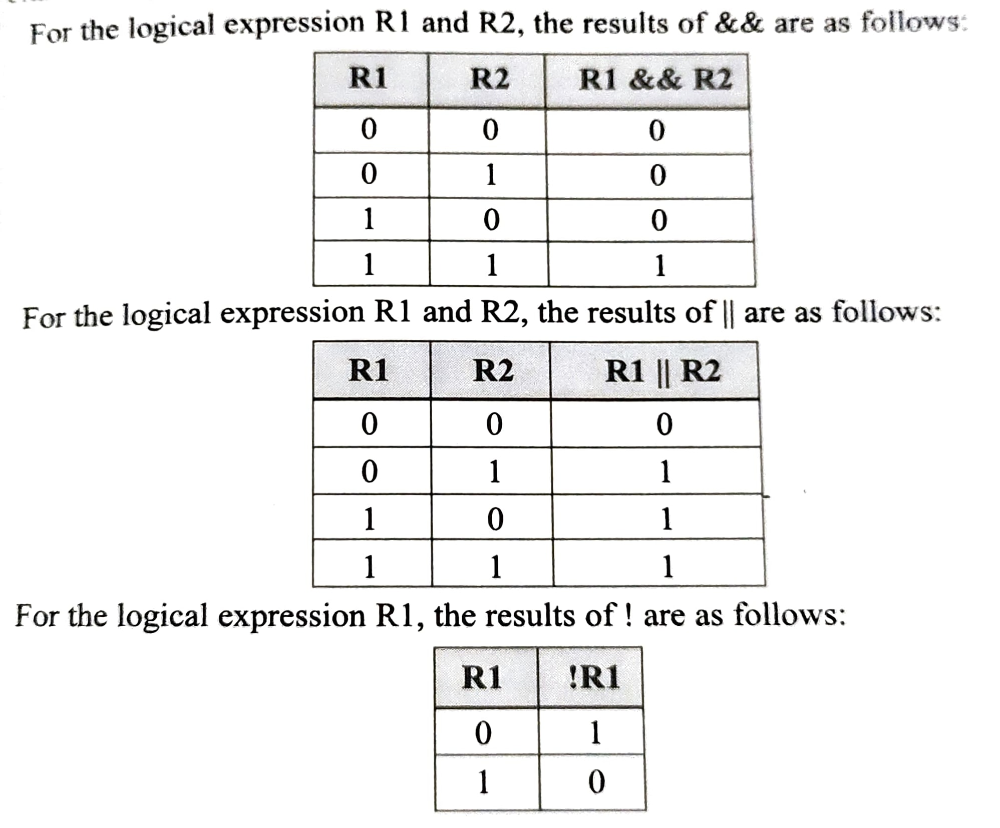 For the logical expression R1 and R2, the results of && are as follows:
R1 R2 R1 && R2
0 0 0
0 1 0
1 0 0
1 1 1
For the logical expression R1 and R2, the results of || are as follows:
R1 R2 R1 || R2
0 0 0
0 1 1
1 0 1
1 1 1
For the logical expression R1, the results of ! are as follows:
R1 !R1
0 1
1 0